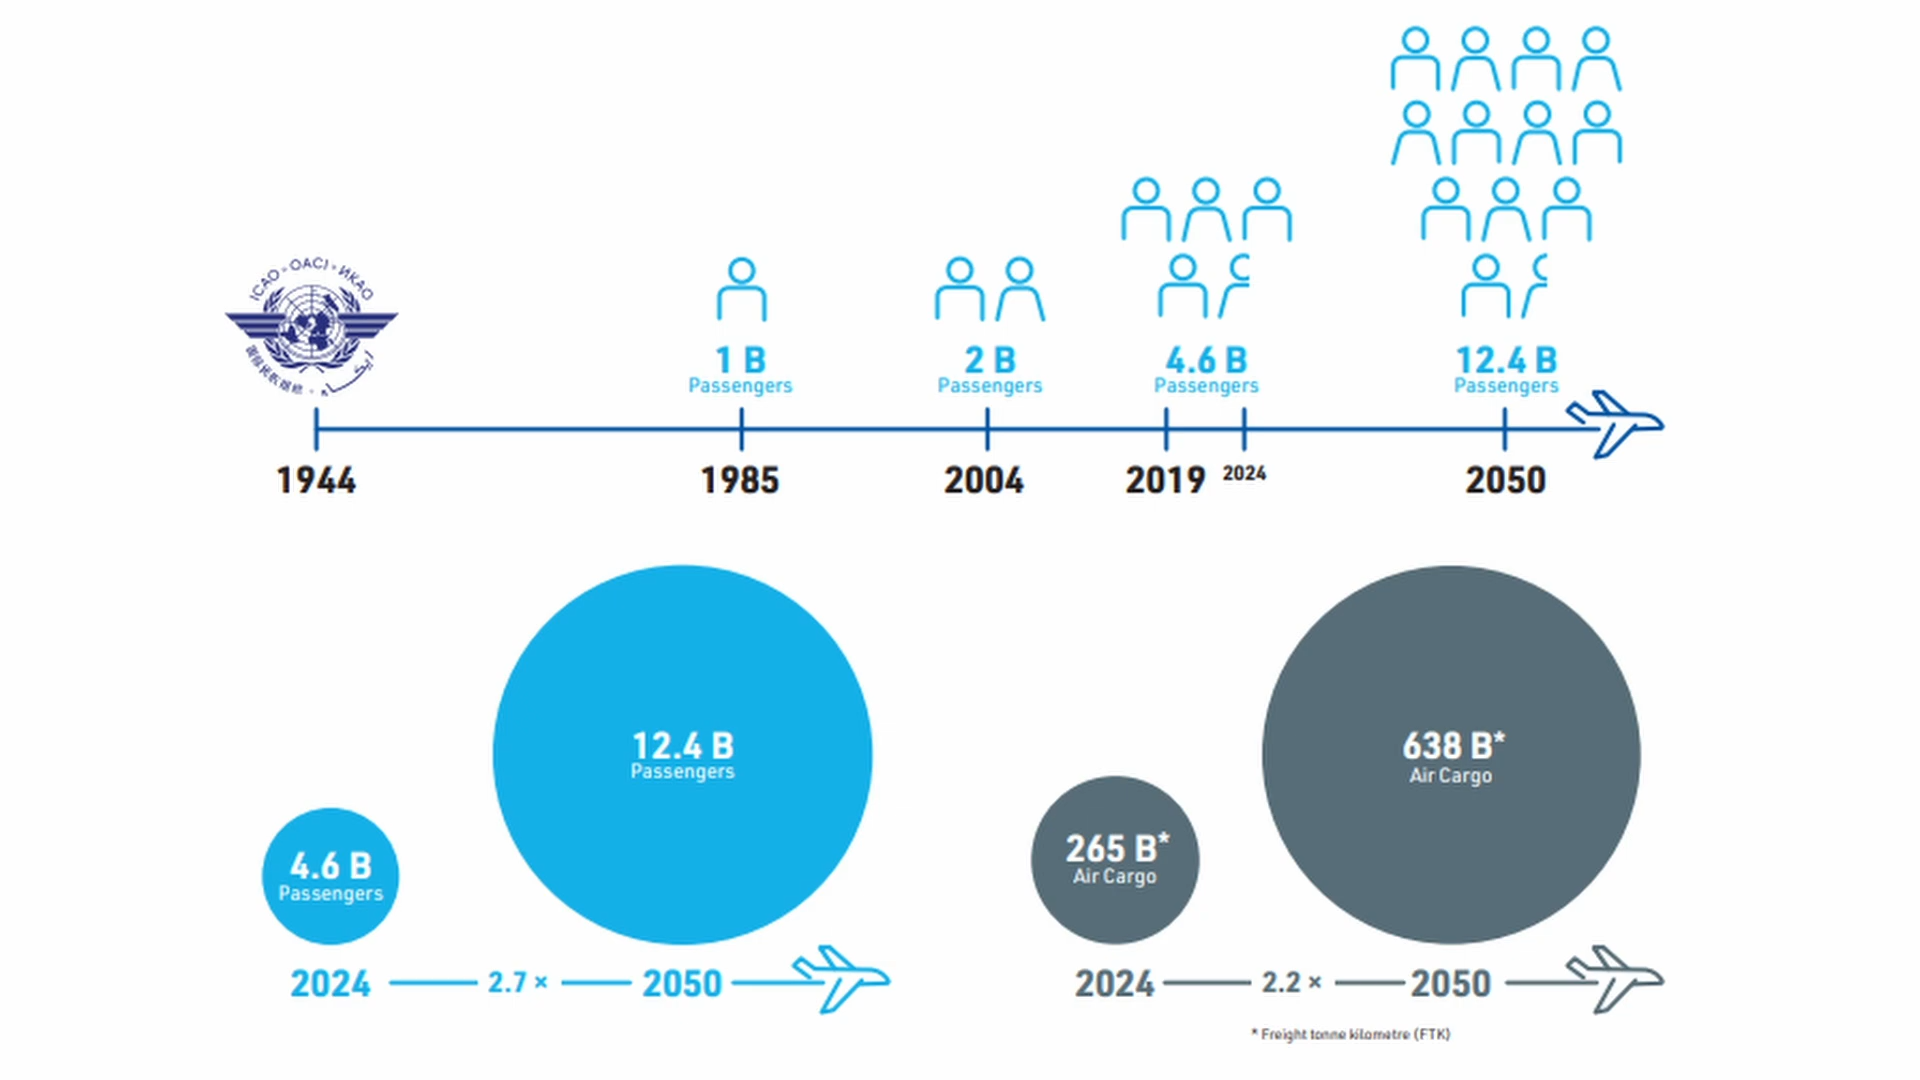 ICAO · OACI · ИКАО
1 B
Passengers
2 B
Passengers
4.6 B
Passengers
12.4 B
Passengers
1944
1985
2004
2019
2024
2050
12.4 B
Passengers
4.6 B
Passengers
2024
2.7 ×
2050
638 B*
Air Cargo
265 B*
Air Cargo
2024
2.2 ×
2050
* Freight tonne kilometre (FTK)